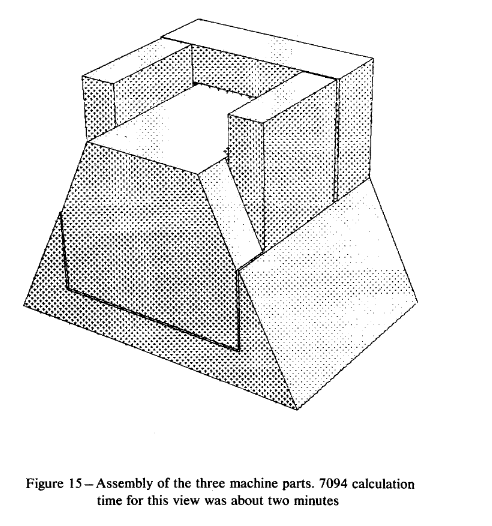 Figure 15—Assembly of the three machine parts. 7094 calculation
time for this view was about two minutes